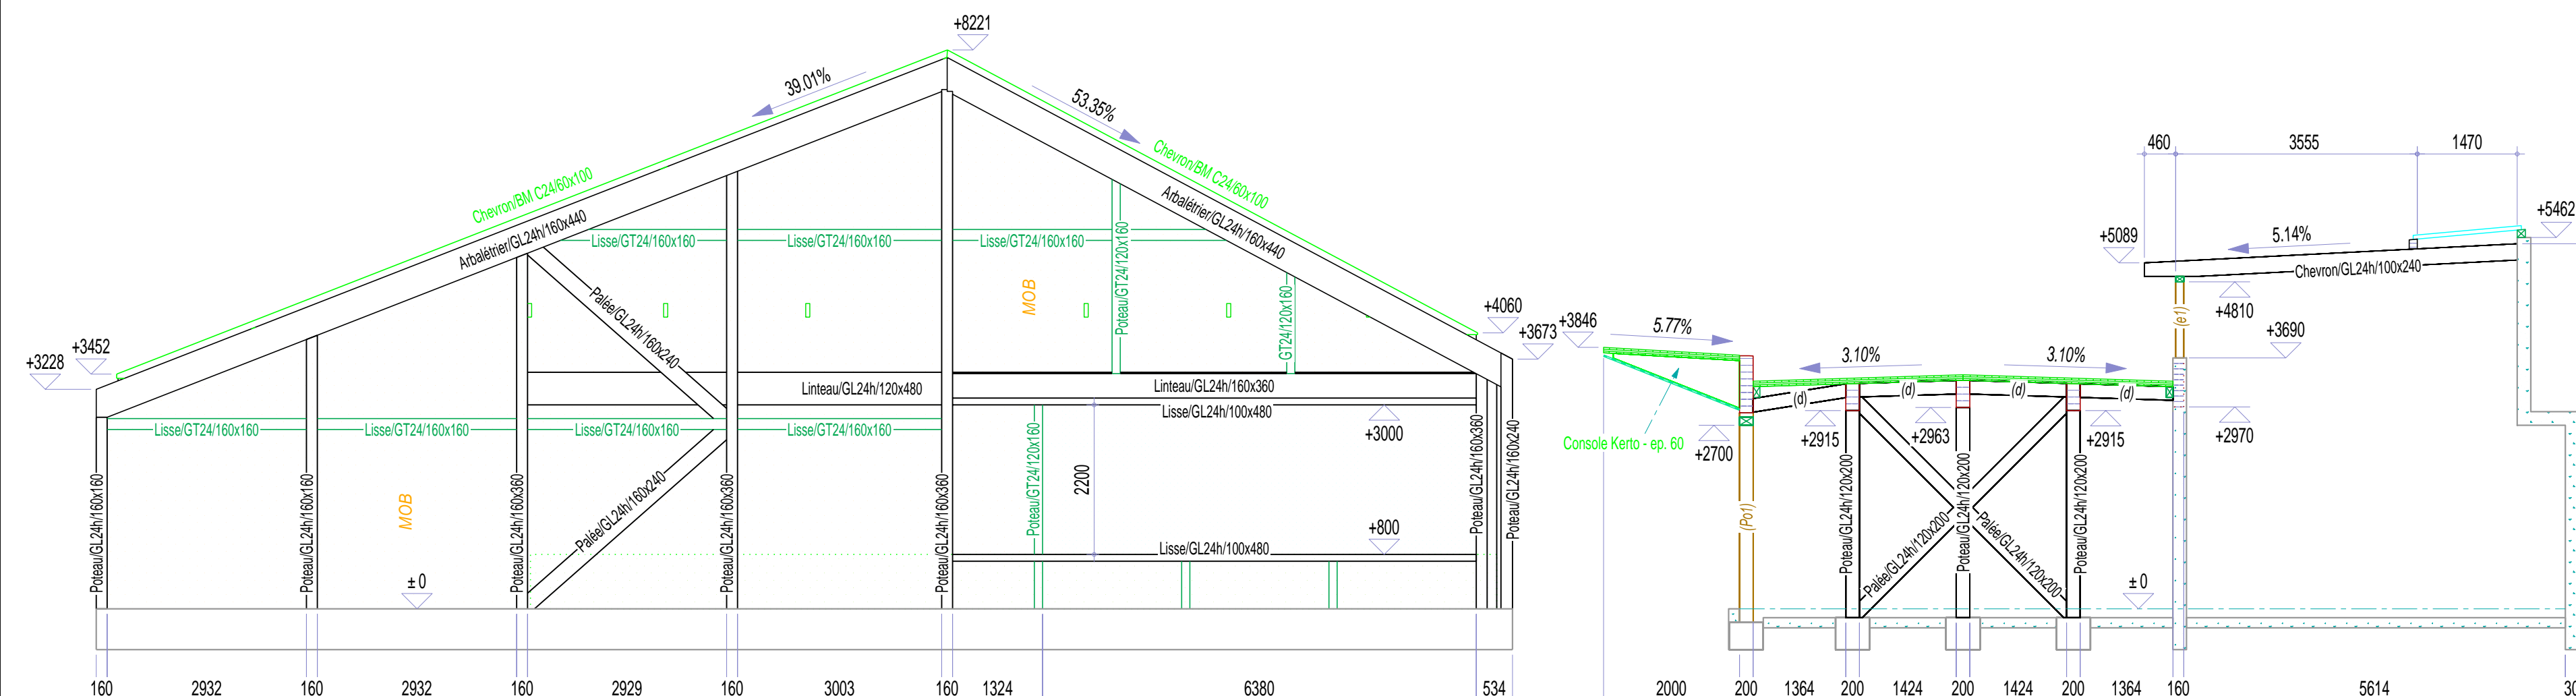 +8221
39.01%
53.35%
Chevron/BM C24/60x100
Chevron/BM C24/60x100
Arbalétrier/GL24h/160x440
Arbalétrier/GL24h/160x440
Lisse/GT24/160x160
Lisse/GT24/160x160
Lisse/GT24/160x160
Poteau/GT24/120x160
GT24/120x160
MOB
Palée/GL24h/160x240
+4060
+3673
+3452
+3228
Linteau/GL24h/120x480
Linteau/GL24h/160x360
Lisse/GL24h/100x480
Lisse/GT24/160x160
Lisse/GT24/160x160
Lisse/GT24/160x160
Lisse/GT24/160x160
+3000
2200
Poteau/GT24/120x160
MOB
Palée/GL24h/160x240
Poteau/GL24h/160x160
Poteau/GL24h/160x160
Poteau/GL24h/160x360
Poteau/GL24h/160x360
Poteau/GL24h/160x360
Poteau/GL24h/160x360
Poteau/GL24h/160x240
+800
Lisse/GL24h/100x480
± 0
160
2932
160
2932
160
2929
160
3003
160
1324
6380
534
460
3555
1470
+5462
+5089
5.14%
Chevron/GL24h/100x240
+4810
(e1)
+3690
+3846
5.77%
3.10%
3.10%
(d)
(d)
(d)
(d)
Console Kerto - ep. 60
+2700
+2915
+2963
+2915
+2970
(Po1)
Poteau/GL24h/120x200
Poteau/GL24h/120x200
Poteau/GL24h/120x200
Palée/GL24h/120x200
Palée/GL24h/120x200
± 0
2000
200
1364
200
1424
200
1424
200
1364
160
5614